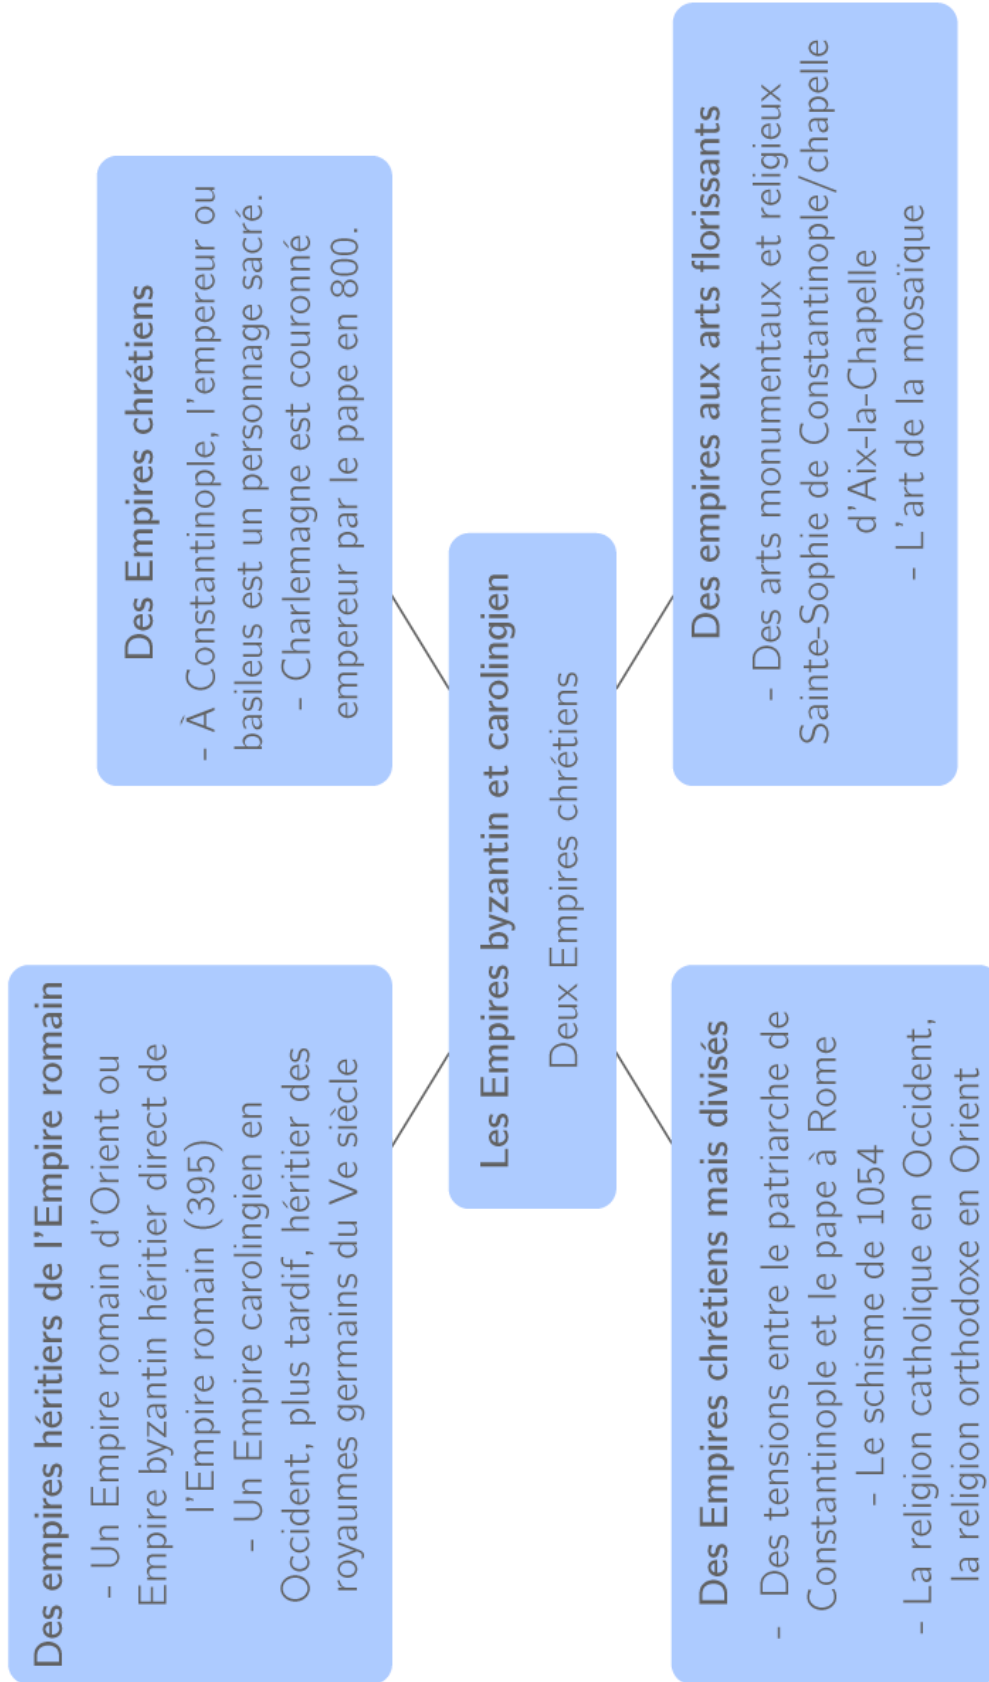 Des empires héritiers de l'Empire romain
- Un Empire romain d'Orient ou
Empire byzantin héritier direct de
l'Empire romain (395)
- Un Empire carolingien en
Occident, plus tardif, héritier des
royaumes germains du Ve siècle
Des Empires chrétiens
- À Constantinople, l'empereur ou
basileus est un personnage sacré.
- Charlemagne est couronné
empereur par le pape en 800.
Les Empires byzantin et carolingien
Deux Empires chrétiens
Des Empires chrétiens mais divisés
- Des tensions entre le patriarche de
Constantinople et le pape à Rome
- Le schisme de 1054
- La religion catholique en Occident,
la religion orthodoxe en Orient
Des empires aux arts florissants
- Des arts monumentaux et religieux
Sainte-Sophie de Constantinople/chapelle
d'Aix-la-Chapelle
- L'art de la mosaïque